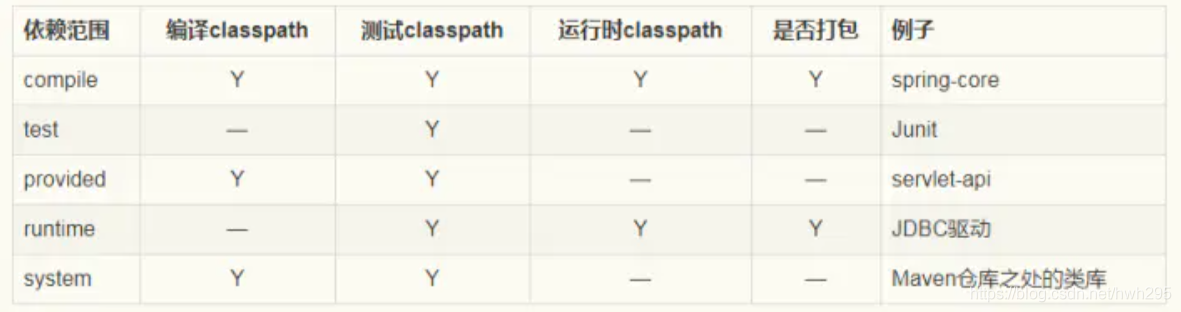 依赖范围 编译classpath 测试classpath 运行时classpath 是否打包 例子
compile Y Y Y Y spring-core
test — Y — — Junit
provided Y Y — — servlet-api
runtime — Y Y Y JDBC驱动
system Y Y — — Maven仓库之处的类库
https://blog.csdn.net/hwh295